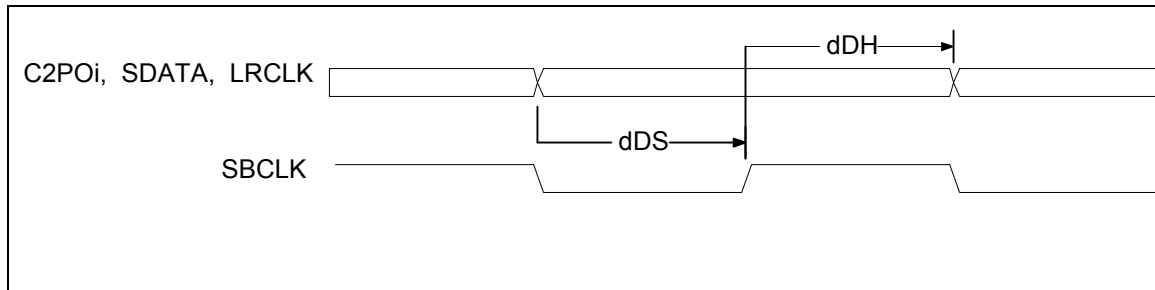 dDH
C2POi, SDATA, LRCLK
dDS
SBCLK